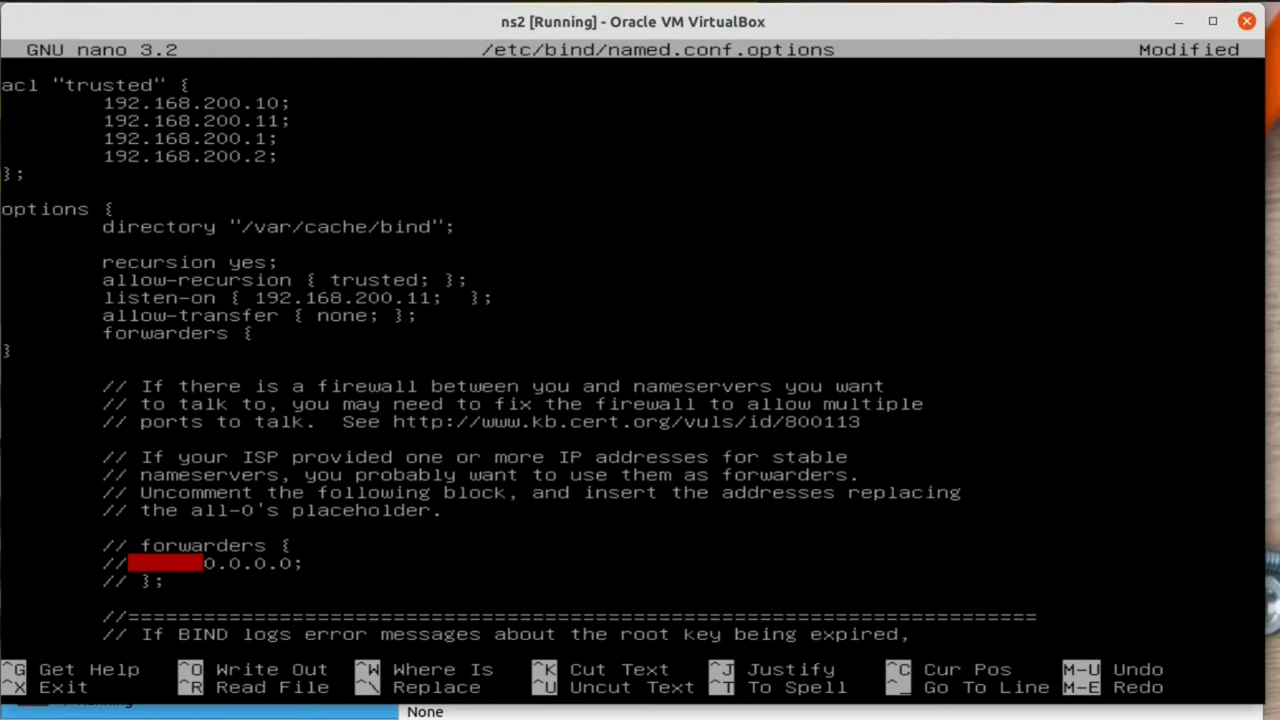 ns2 [Running] - Oracle VM VirtualBox
GNU nano 3.2 /etc/bind/named.conf.options Modified
acl "trusted" {
192.168.200.10;
192.168.200.11;
192.168.200.1;
192.168.200.2;
};
options {
directory "/var/cache/bind";
recursion yes;
allow-recursion { trusted; };
listen-on { 192.168.200.11; };
allow-transfer { none; };
forwarders {
}
// If there is a firewall between you and nameservers you want
// to talk to, you may need to fix the firewall to allow multiple
// ports to talk. See http://www.kb.cert.org/vuls/id/800113
// If your ISP provided one or more IP addresses for stable
// nameservers, you probably want to use them as forwarders.
// Uncomment the following block, and insert the addresses replacing
// the all-0's placeholder.
// forwarders {
// 0.0.0.0;
// };
//========================================================================
// If BIND logs error messages about the root key being expired,
^G Get Help ^O Write Out ^W Where Is ^K Cut Text ^J Justify ^C Cur Pos M-U Undo
^X Exit ^R Read File ^\ Replace ^U Uncut Text ^T To Spell ^_ Go To Line M-E Redo
None